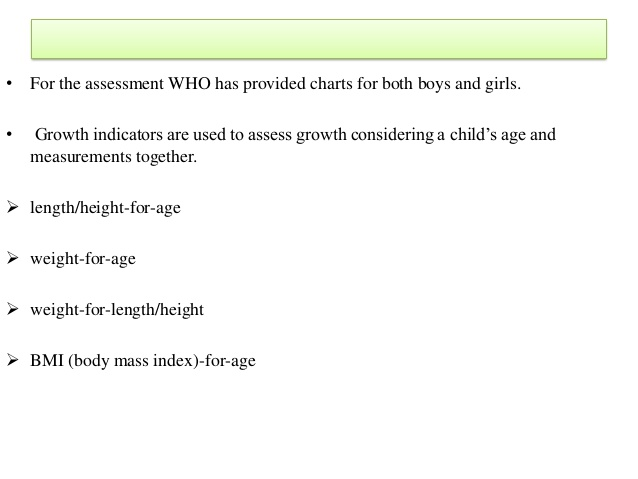 • For the assessment WHO has provided charts for both boys and girls.
• Growth indicators are used to assess growth considering a child’s age and
measurements together.
➢ length/height-for-age
➢ weight-for-age
➢ weight-for-length/height
➢ BMI (body mass index)-for-age